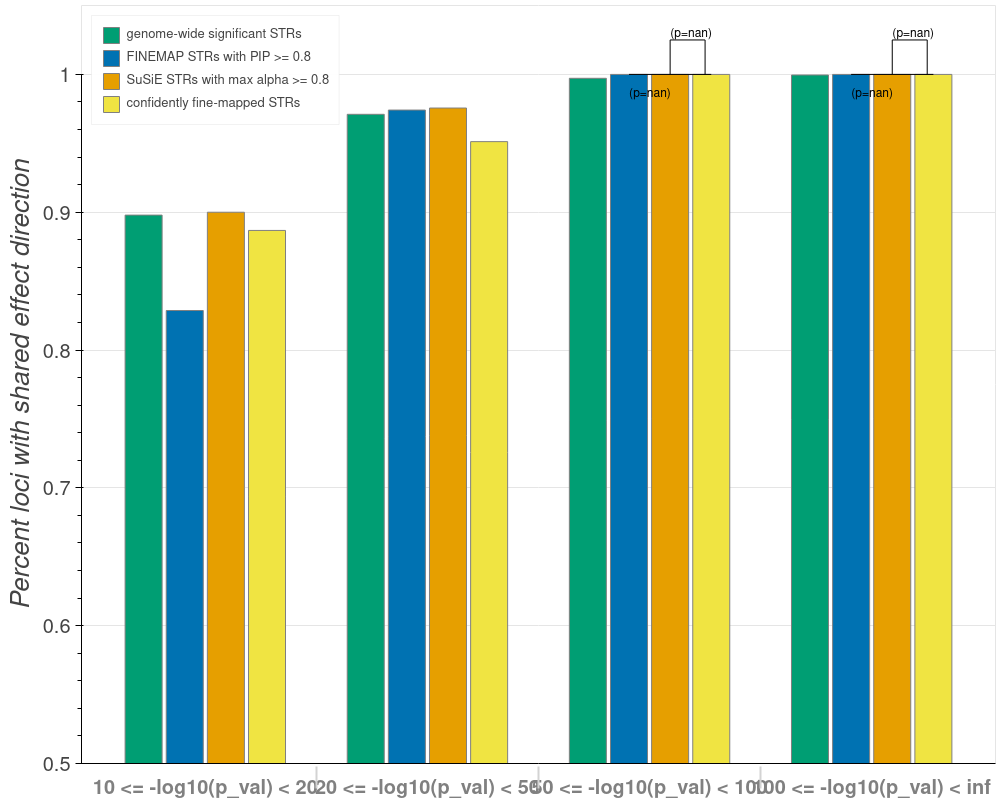 genome-wide significant STRs
FINEMAP STRs with PIP >= 0.8
SuSiE STRs with max alpha >= 0.8
confidently fine-mapped STRs
(p=nan)
(p=nan)
(p=nan)
(p=nan)
Percent loci with shared effect direction
1
0.9
0.8
0.7
0.6
0.5
10 <= -log10(p_val) < 20
20 <= -log10(p_val) < 50
50 <= -log10(p_val) < 100
100 <= -log10(p_val) < inf